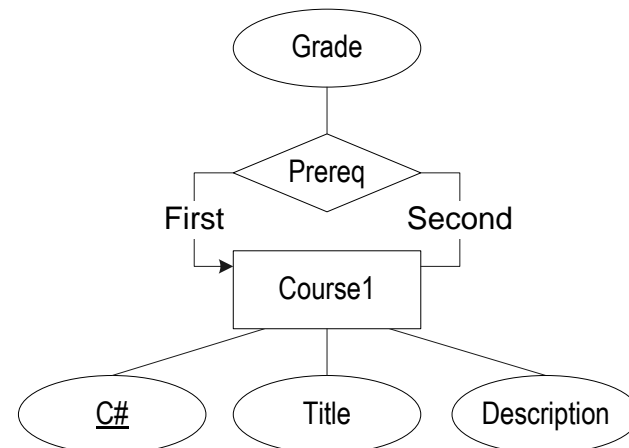 Grade
Prereq
First
Second
Course1
C#
Title
Description